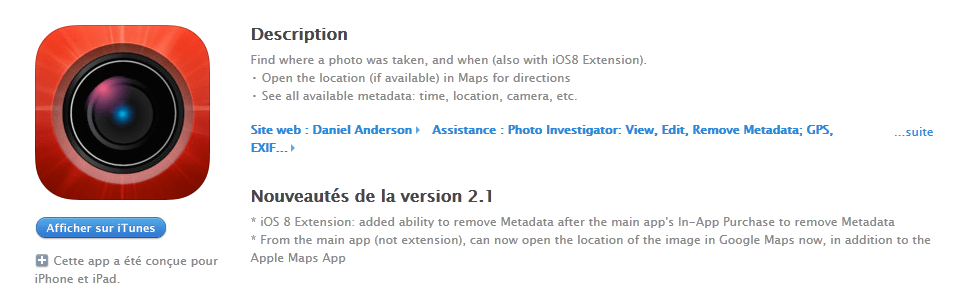 Description
Find where a photo was taken, and when (also with iOS8 Extension).
· Open the location (if available) in Maps for directions
· See all available metadata: time, location, camera, etc.
Site web : Daniel Anderson Assistance : Photo Investigator: View, Edit, Remove Metadata; GPS,
EXIF...
...suite
Nouveautés de la version 2.1
* iOS 8 Extension: added ability to remove Metadata after the main app's In-App Purchase to remove Metadata
* From the main app (not extension), can now open the location of the image in Google Maps now, in addition to the
Apple Maps App
Afficher sur iTunes
Cette app a été conçue pour
iPhone et iPad.